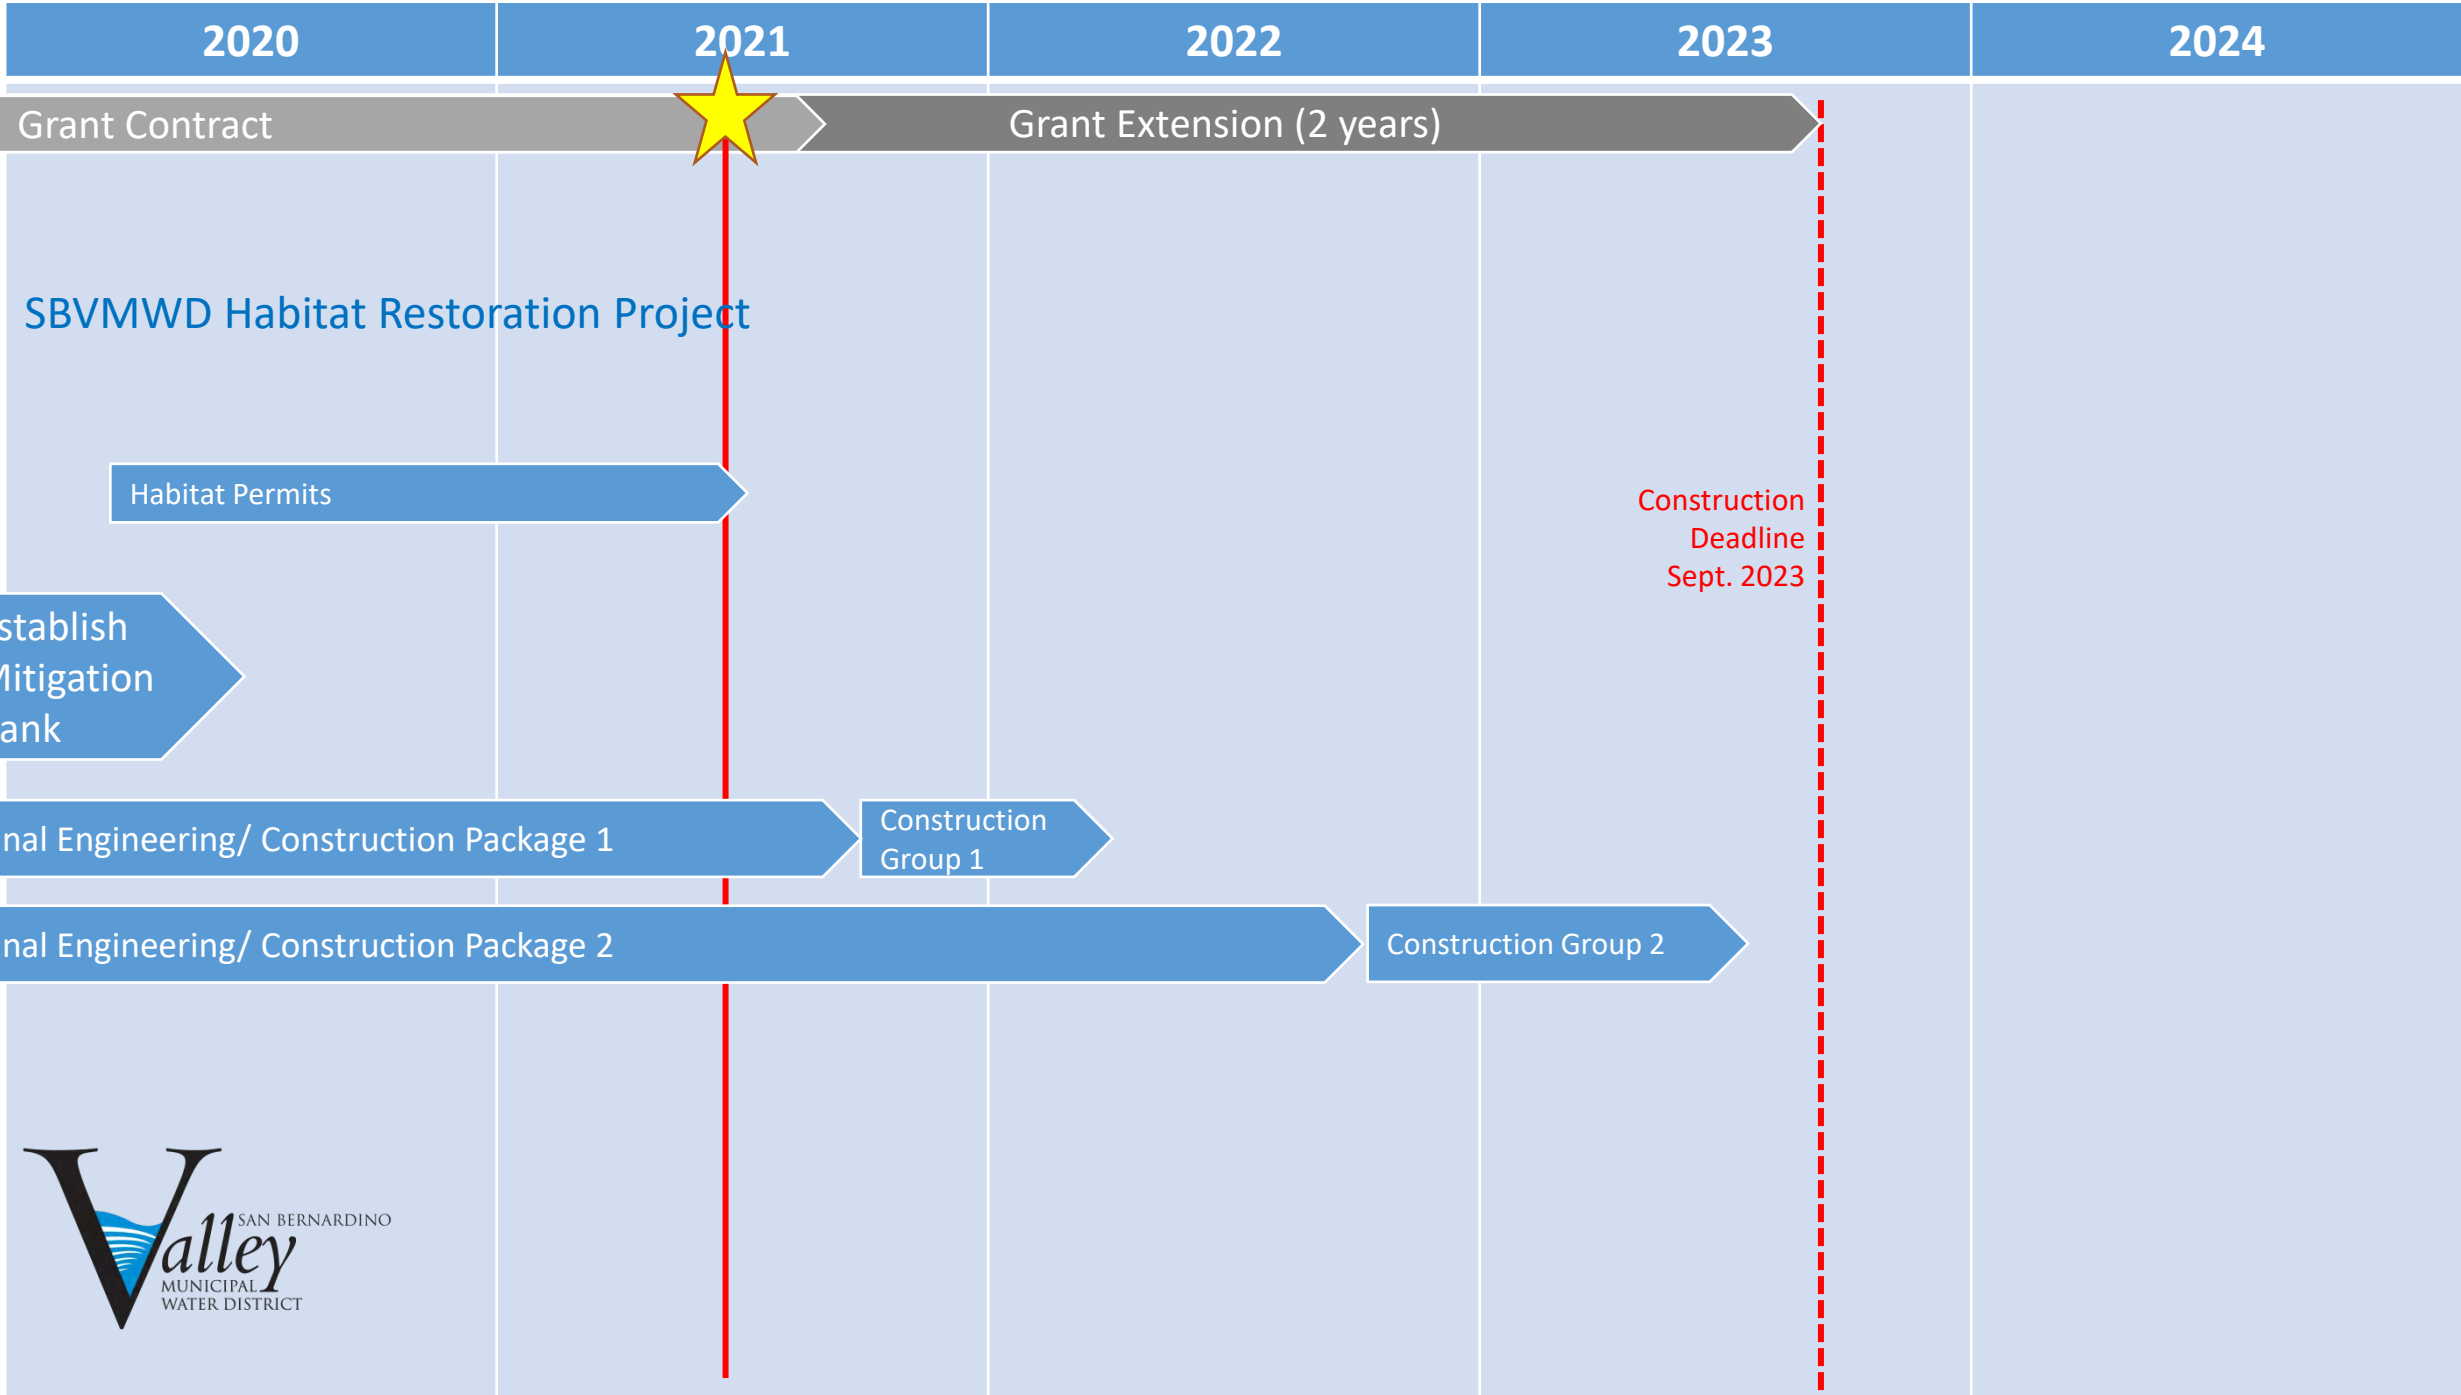 2020 2021 2022 2023 2024
Grant Contract
Grant Extension (2 years)
SBVMWD Habitat Restoration Project
Habitat Permits
Construction
Deadline
Sept. 2023
stablish
Mitigation
ank
nal Engineering/ Construction Package 1
Construction
Group 1
nal Engineering/ Construction Package 2
Construction Group 2
Valley
SAN BERNARDINO
MUNICIPAL
WATER DISTRICT